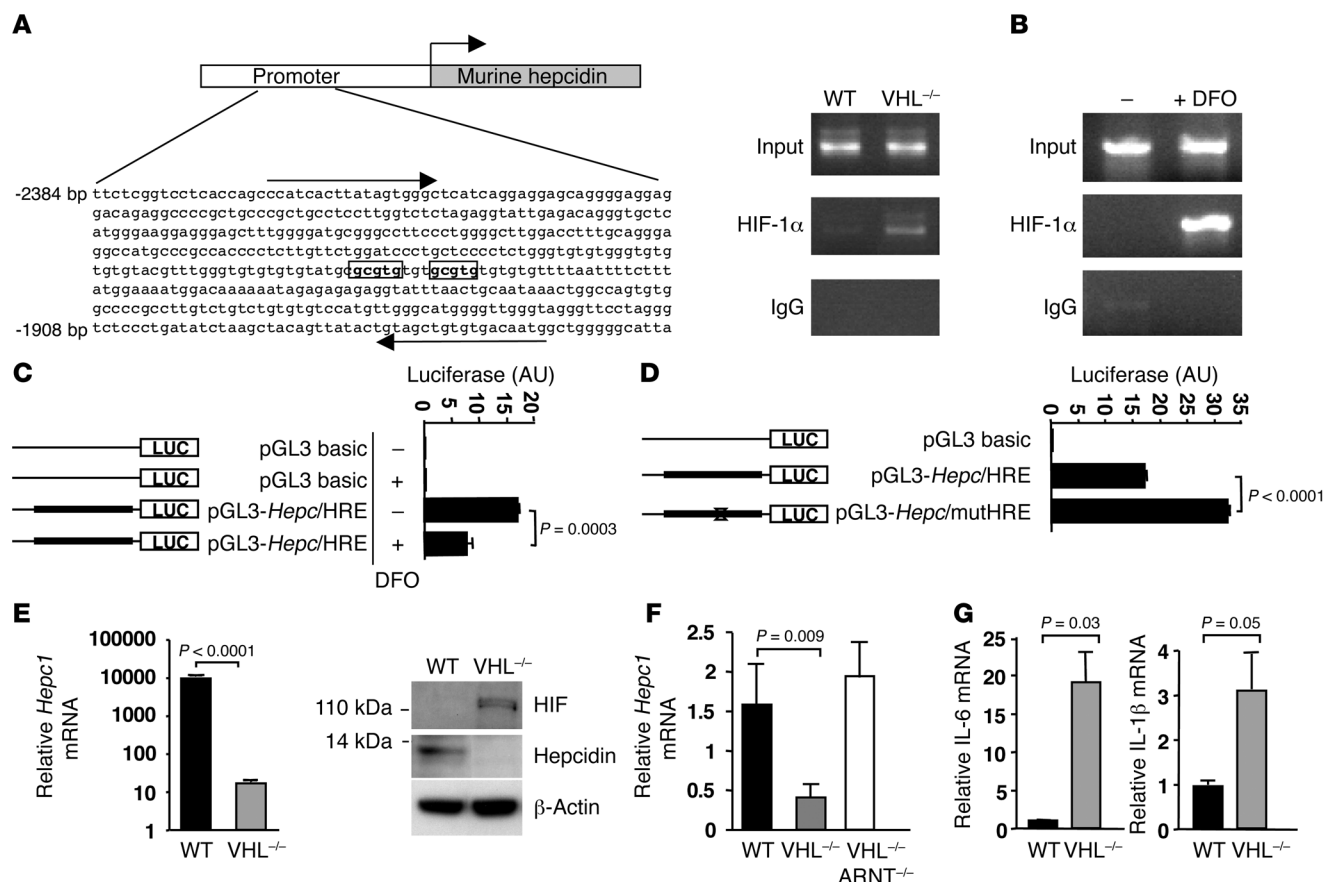 A
Promoter
Murine hepcidin
-2384 bp
ttctcggtcctcaccagcccatcacttatagtgggctcatcaggaggagcaggggaggag
gacagaggccccgctgcccgctgcctccttggtctctagaggtattgagacagggtgctc
atgggaaggagggagctttggggatgcgggccttccctggggcttggacctttgcagggga
ggccatggcccgccacccctcttgttctggatccctgctccccctctgggtgtgtgggtgtg
tgtgtacgtttgggtgtgtgtgtatgcgcgtgtgtgcgtgtgtgtgttttaattttcttt
atggaaaatggacaaaaaatagagagagaggtatttaactgcaataaactggccagtgtg
gccccgccttgtctgtctgtgtgtccatgttgggcatggggttgggtagggttcctaggg
-1908 bp
tctccctgatatctaagctacagttatactgtagctgtgtgacaatggctgggggcatta
WT VHL–/–
Input
HIF-1α
IgG
B
– + DFO
Input
HIF-1α
IgG
C
Luciferase (AU)
0 5 10 15 20
LUC pGL3 basic –
LUC pGL3 basic +
LUC pGL3-Hepc/HRE –
LUC pGL3-Hepc/HRE +
P = 0.0003
DFO
D
Luciferase (AU)
0 5 10 15 20 25 30 35
LUC pGL3 basic
LUC pGL3-Hepc/HRE
LUC pGL3-Hepc/mutHRE
P < 0.0001
E
Relative Hepc1
mRNA
100000
10000
1000
100
10
1
P < 0.0001
WT VHL–/–
WT VHL–/–
110 kDa
HIF
14 kDa
Hepcidin
β-Actin
F
Relative Hepc1
mRNA
2.5
2
1.5
1
0.5
0
P = 0.009
WT VHL–/– VHL–/–
ARNT–/–
G
Relative IL-6 mRNA
25
20
15
10
5
0
P = 0.03
WT VHL–/–
Relative IL-1β mRNA
4
3
2
1
0
P = 0.05
WT VHL–/–